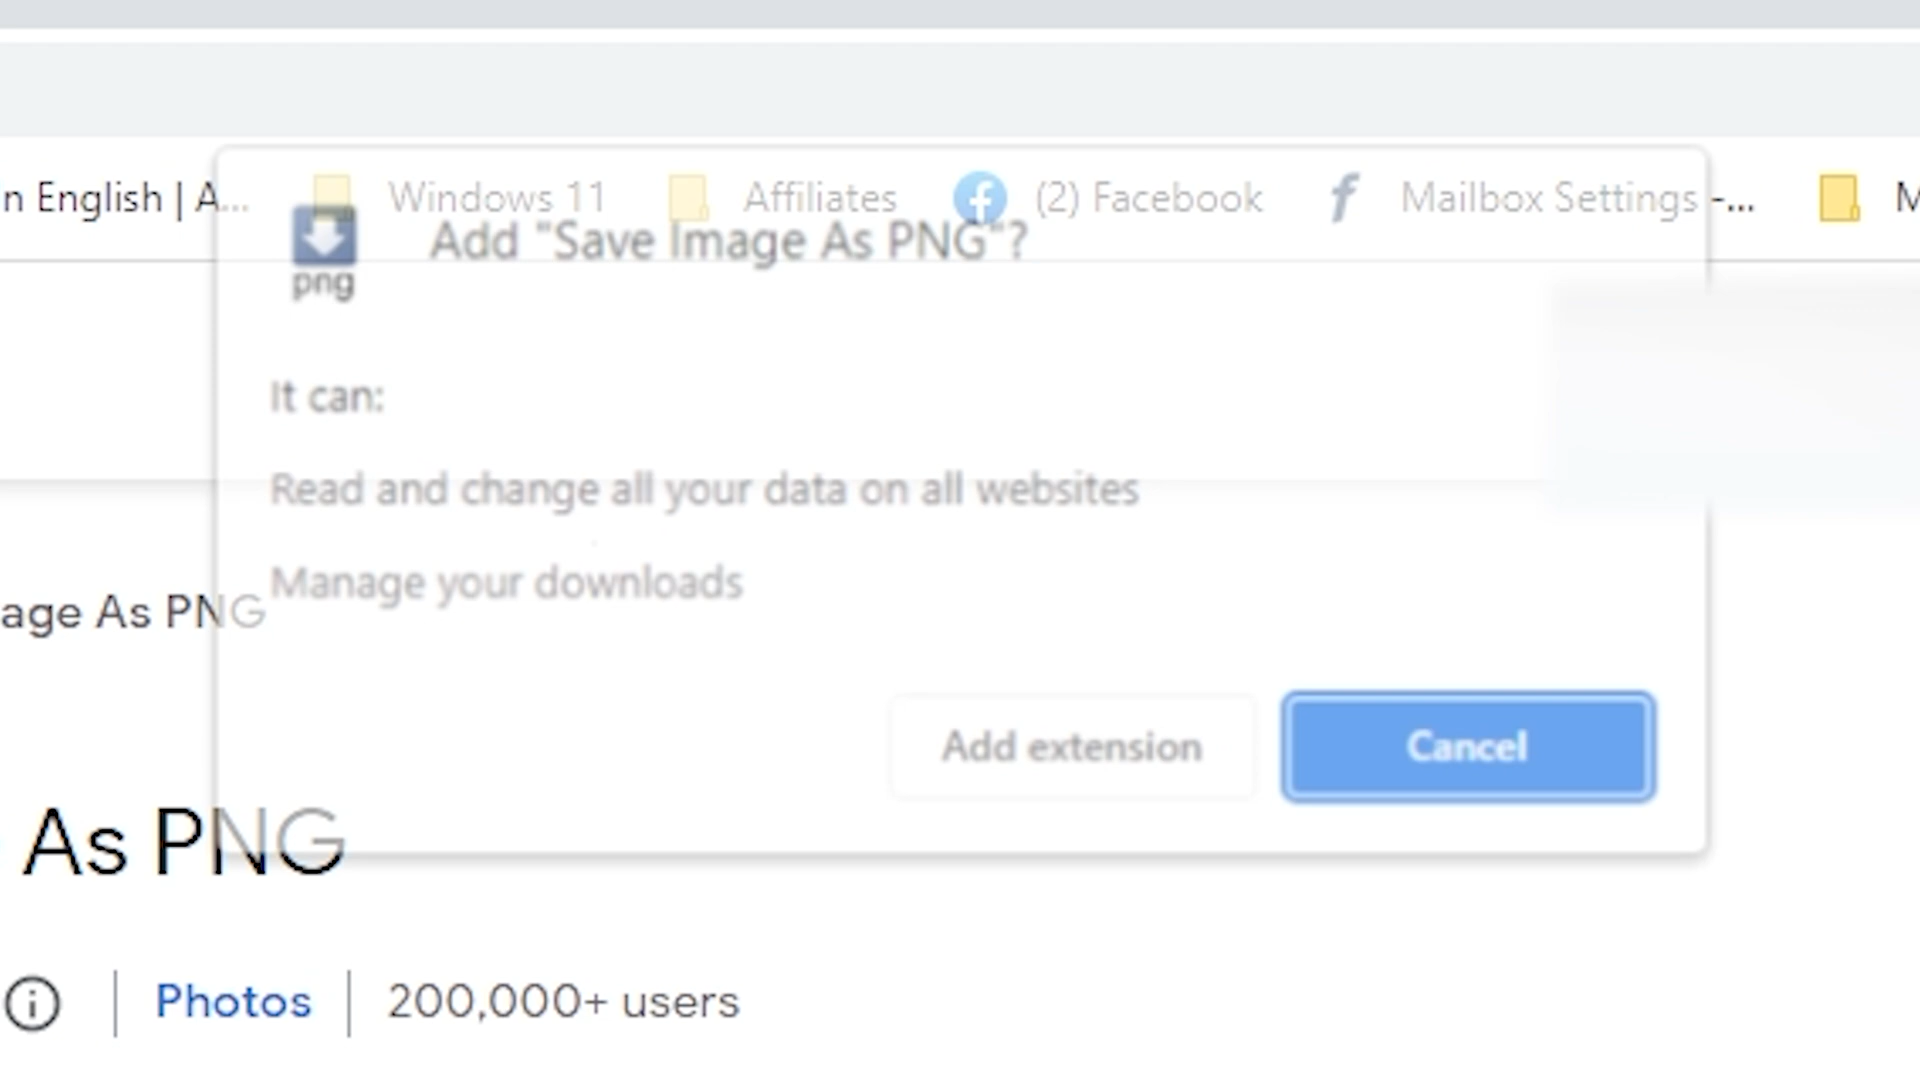 n English | A...
Windows 11
Affiliates
(2) Facebook
Mailbox Settings -...
M
Add "Save Image As PNG"?
png
It can:
Read and change all your data on all websites
Manage your downloads
age As PNG
Add extension
Cancel
As PNG
Photos
200,000+ users